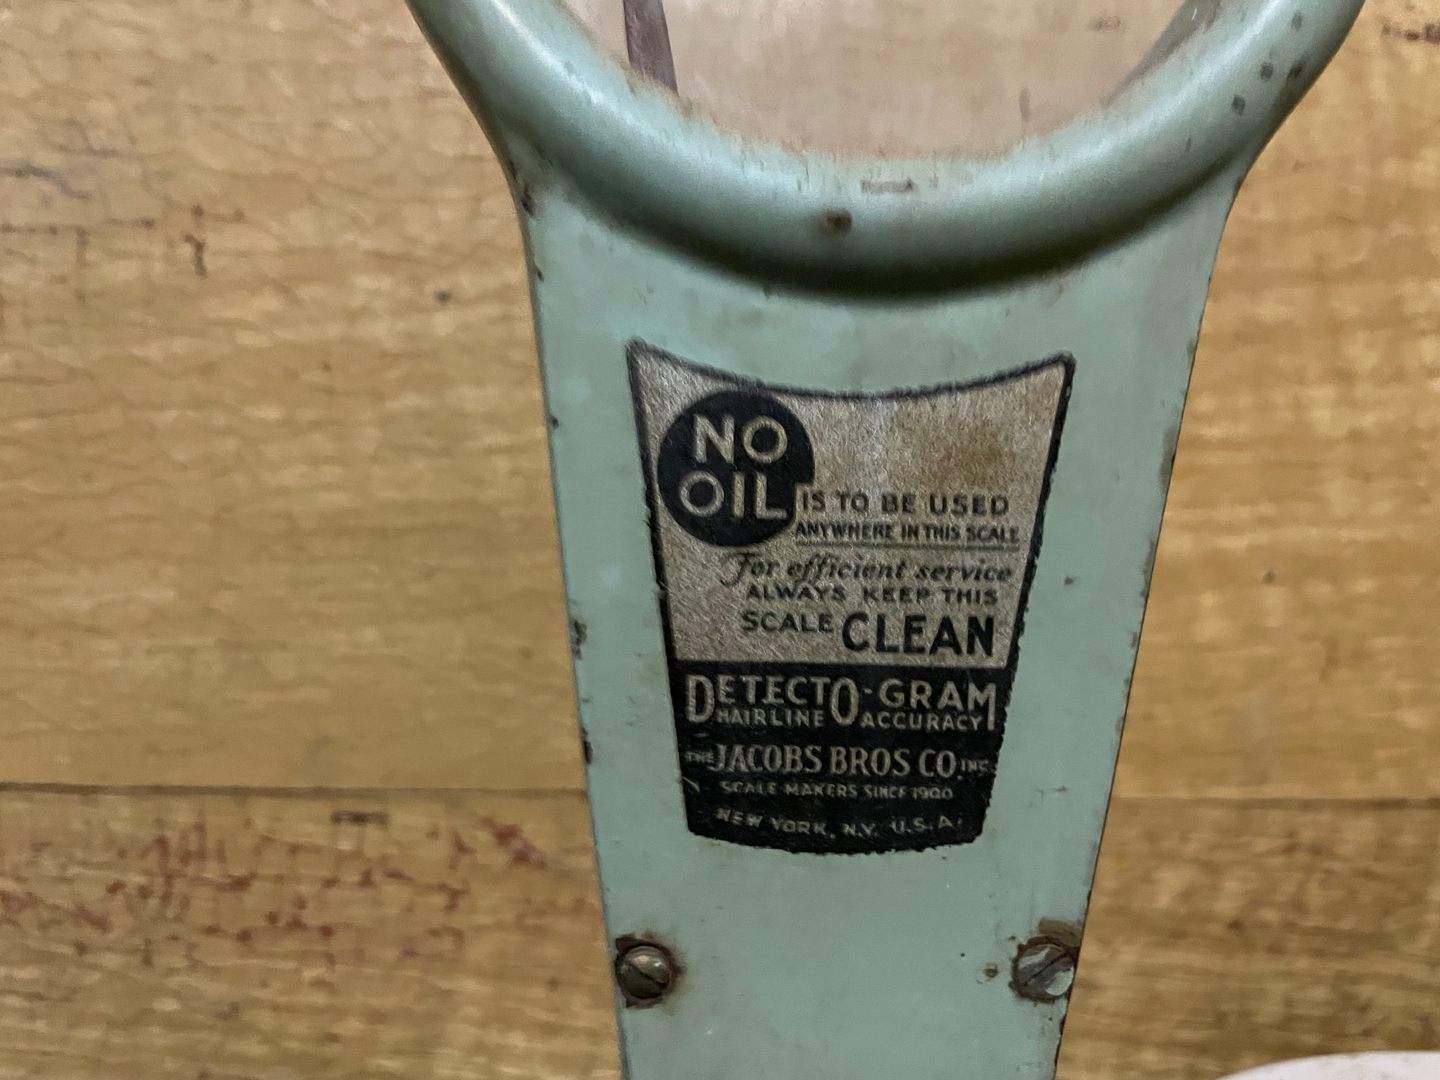 NO
OIL IS TO BE USED
ANYWHERE IN THIS SCALE
For efficient service
ALWAYS KEEP THIS
SCALE CLEAN
DETECTO-GRAM
HAIRLINE ACCURACY
THE JACOBS BROS CO. INC.
SCALE MAKERS SINCE 1900
NEW YORK, N.Y. U.S.A.